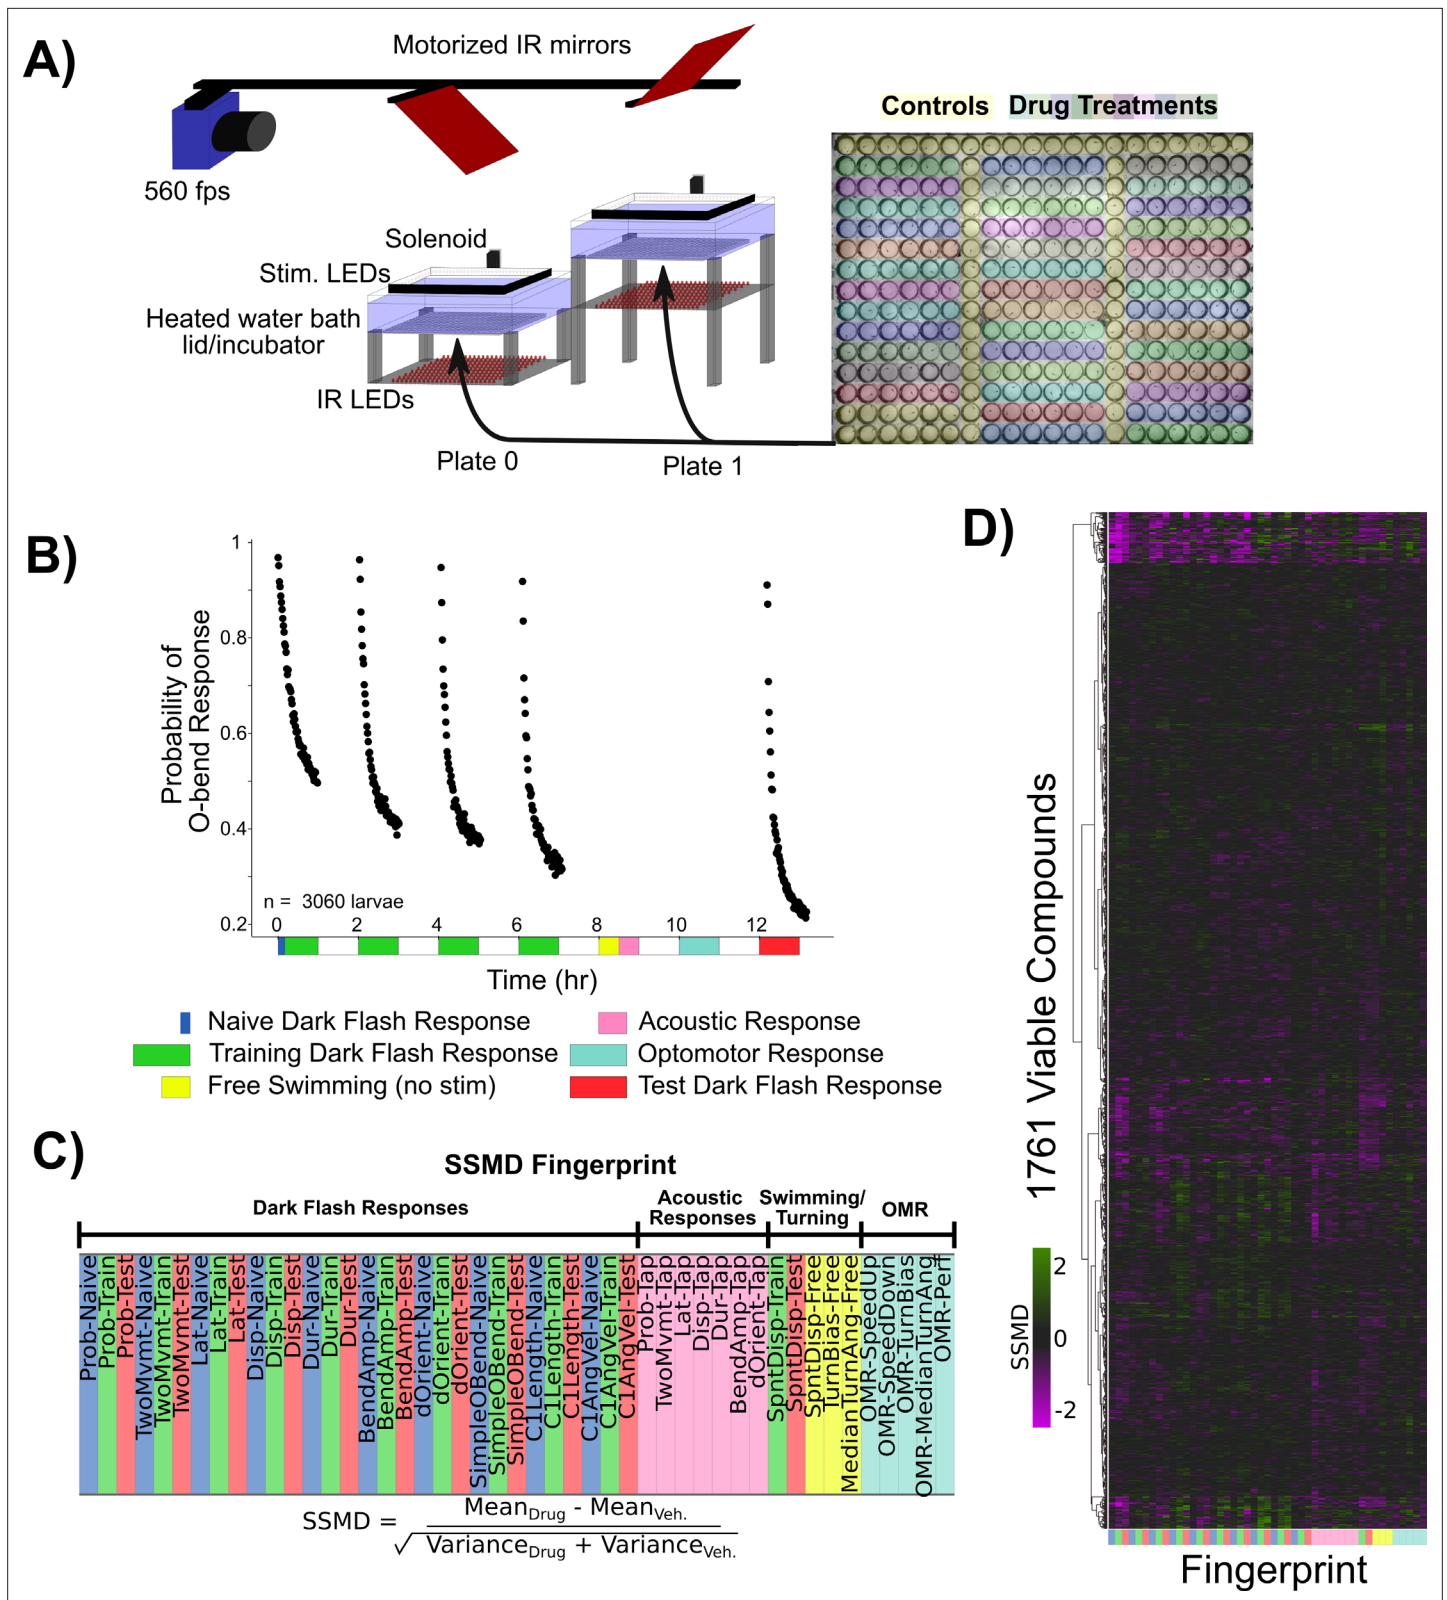 A)
Motorized IR mirrors
560 fps
Controls Drug Treatments
Solenoid
Stim. LEDs
Heated water bath
lid/incubator
IR LEDs
Plate 0
Plate 1
B)
Probability of
O-bend Response
1
0.8
0.6
0.4
0.2
n = 3060 larvae
0 2 4 6 8 10 12
Time (hr)
Naive Dark Flash Response
Training Dark Flash Response
Free Swimming (no stim)
Acoustic Response
Optomotor Response
Test Dark Flash Response
C)
SSMD Fingerprint
Dark Flash Responses
Acoustic
Responses
Swimming/
Turning
OMR
Prob-Naive
Prob-Train
Prob-Test
TwoMvmt-Naive
TwoMvmt-Train
TwoMvmt-Test
Lat-Naive
Lat-Train
Lat-Test
Disp-Naive
Disp-Train
Disp-Test
Dur-Naive
Dur-Train
Dur-Test
BendAmp-Naive
BendAmp-Train
BendAmp-Test
dOrient-Naive
dOrient-Train
dOrient-Test
SimpleOBend-Naive
SimpleOBend-Train
SimpleOBend-Test
C1Length-Naive
C1Length-Train
C1Length-Test
C1AngVel-Naive
C1AngVel-Train
C1AngVel-Test
Prob-Tap
TwoMvmt-Tap
Lat-Tap
Disp-Tap
Dur-Tap
BendAmp-Tap
dOrient-Tap
SpntDisp-Train
SpntDisp-Test
SpntDisp-Free
TurnBias-Free
MedianTurnAng-Free
OMR-SpeedUp
OMR-SpeedDown
OMR-TurnBias
OMR-MedianTurnAng
OMR-Perf
SSMD = Mean Drug - Mean Veh.
√ Variance Drug + Variance Veh.
D)
1761 Viable Compounds
SSMD
2
0
-2
Fingerprint